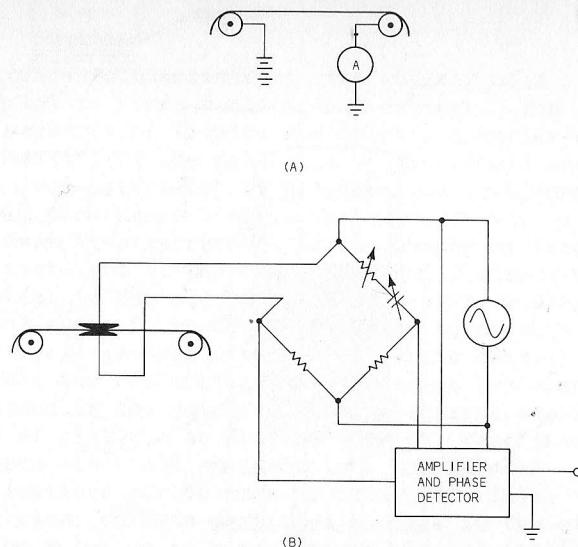 A
(A)
AMPLIFIER
AND PHASE
DETECTOR
(B)